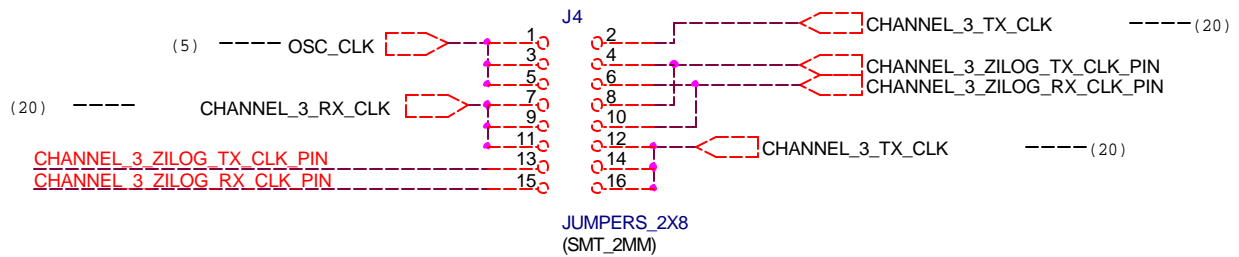 J4
(5) OSC_CLK 1 2 CHANNEL_3_TX_CLK (20)
3 4 CHANNEL_3_ZILOG_TX_CLK_PIN
5 6 CHANNEL_3_ZILOG_RX_CLK_PIN
(20) CHANNEL_3_RX_CLK 7 8
9 10
11 12 CHANNEL_3_TX_CLK (20)
CHANNEL_3_ZILOG_TX_CLK_PIN 13 14
CHANNEL_3_ZILOG_RX_CLK_PIN 15 16
JUMPERS_2X8
(SMT_2MM)